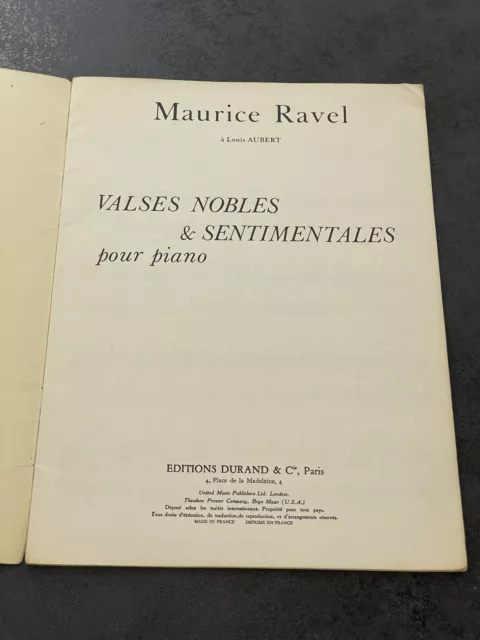 Maurice Ravel
à Louis AUBERT
VALSES NOBLES
& SENTIMENTALES
pour piano
EDITIONS DURAND & Cie, Paris
4, Place de la Madeleine, 4
United Music Publishers Ltd. Londres.
Theodore Presser Company, Bryn Mawr (U.S.A.)
Déposé selon les traités internationaux. Propriété pour tous pays.
Tous droits d'exécution, de traduction, de reproduction, et d'arrangements réservés.
MADE IN FRANCE IMPRIMÉ EN FRANCE